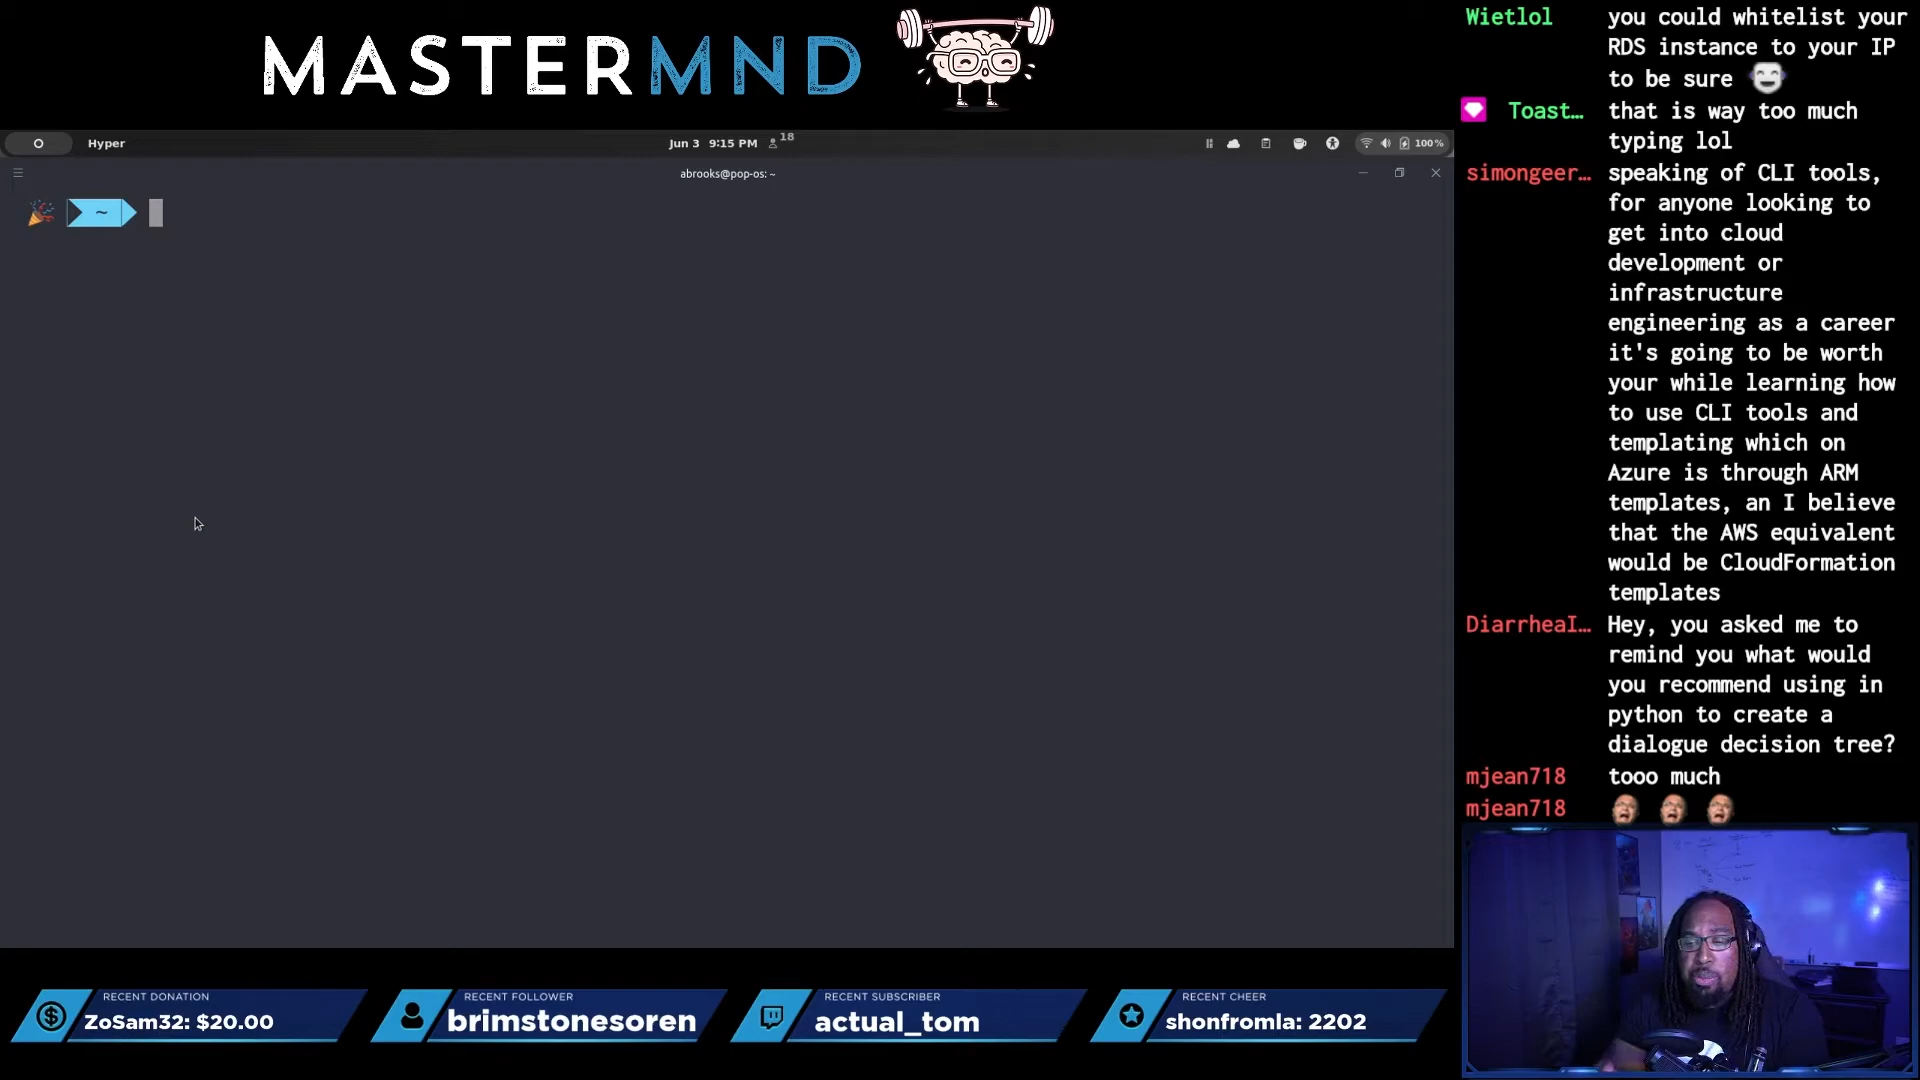 MASTERMND
Hyper
Jun 3 9:15 PM 18
100%
abrooks@pop-os: ~
~
Wietlol you could whitelist your
RDS instance to your IP
to be sure
Toast… that is way too much
typing lol
simongeer… speaking of CLI tools,
for anyone looking to
get into cloud
development or
infrastructure
engineering as a career
it's going to be worth
your while learning how
to use CLI tools and
templating which on
Azure is through ARM
templates, an I believe
that the AWS equivalent
would be CloudFormation
templates
DiarrheaI… Hey, you asked me to
remind you what would
you recommend using in
python to create a
dialogue decision tree?
mjean718 tooo much
mjean718
RECENT DONATION
ZoSam32: $20.00
RECENT FOLLOWER
brimstonesoren
RECENT SUBSCRIBER
actual_tom
RECENT CHEER
shonfromla: 2202